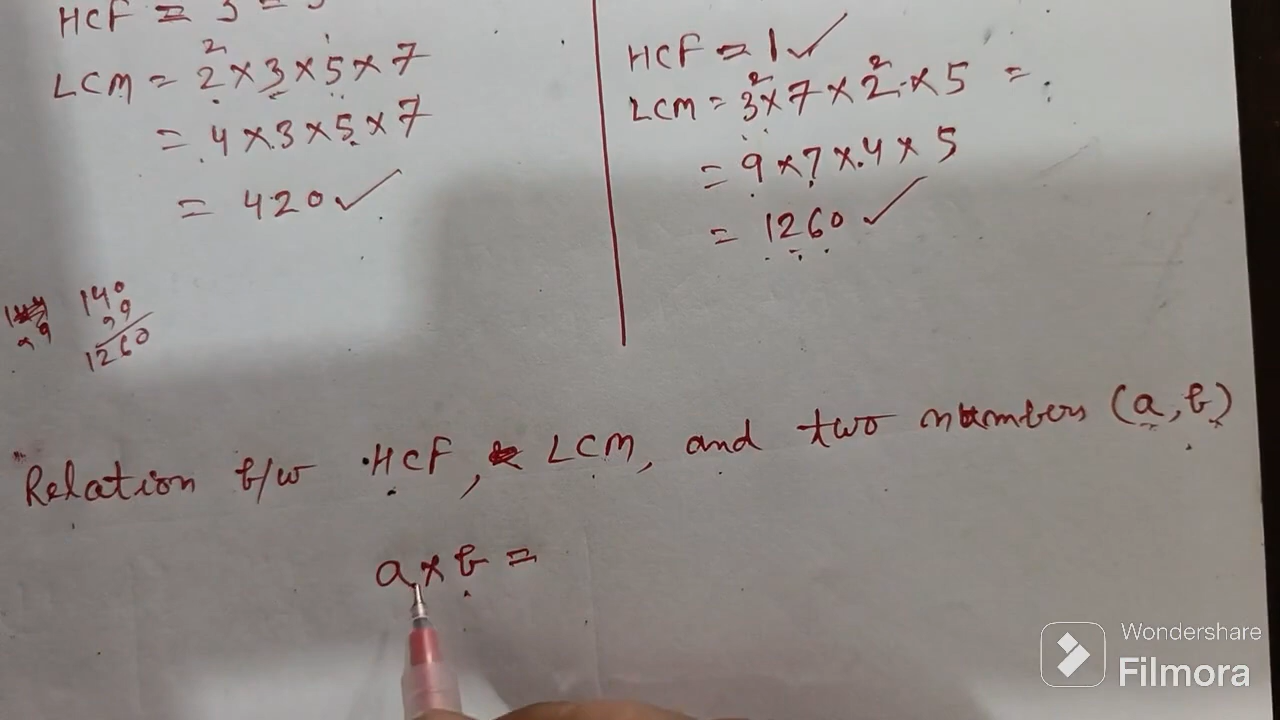 HCF = 3
LCM = 2² × 3 × 5¹ × 7
= 4 × 3 × 5 × 7
= 420 ✓
HCF = 1 ✓
LCM = 3² × 7 × 2² × 5 =
= 9 × 7 × 4 × 5
= 1260 ✓
140
×9
1260
Relation b/w HCF, LCM, and two numbers (a, b)
a × b =
Wondershare
Filmora